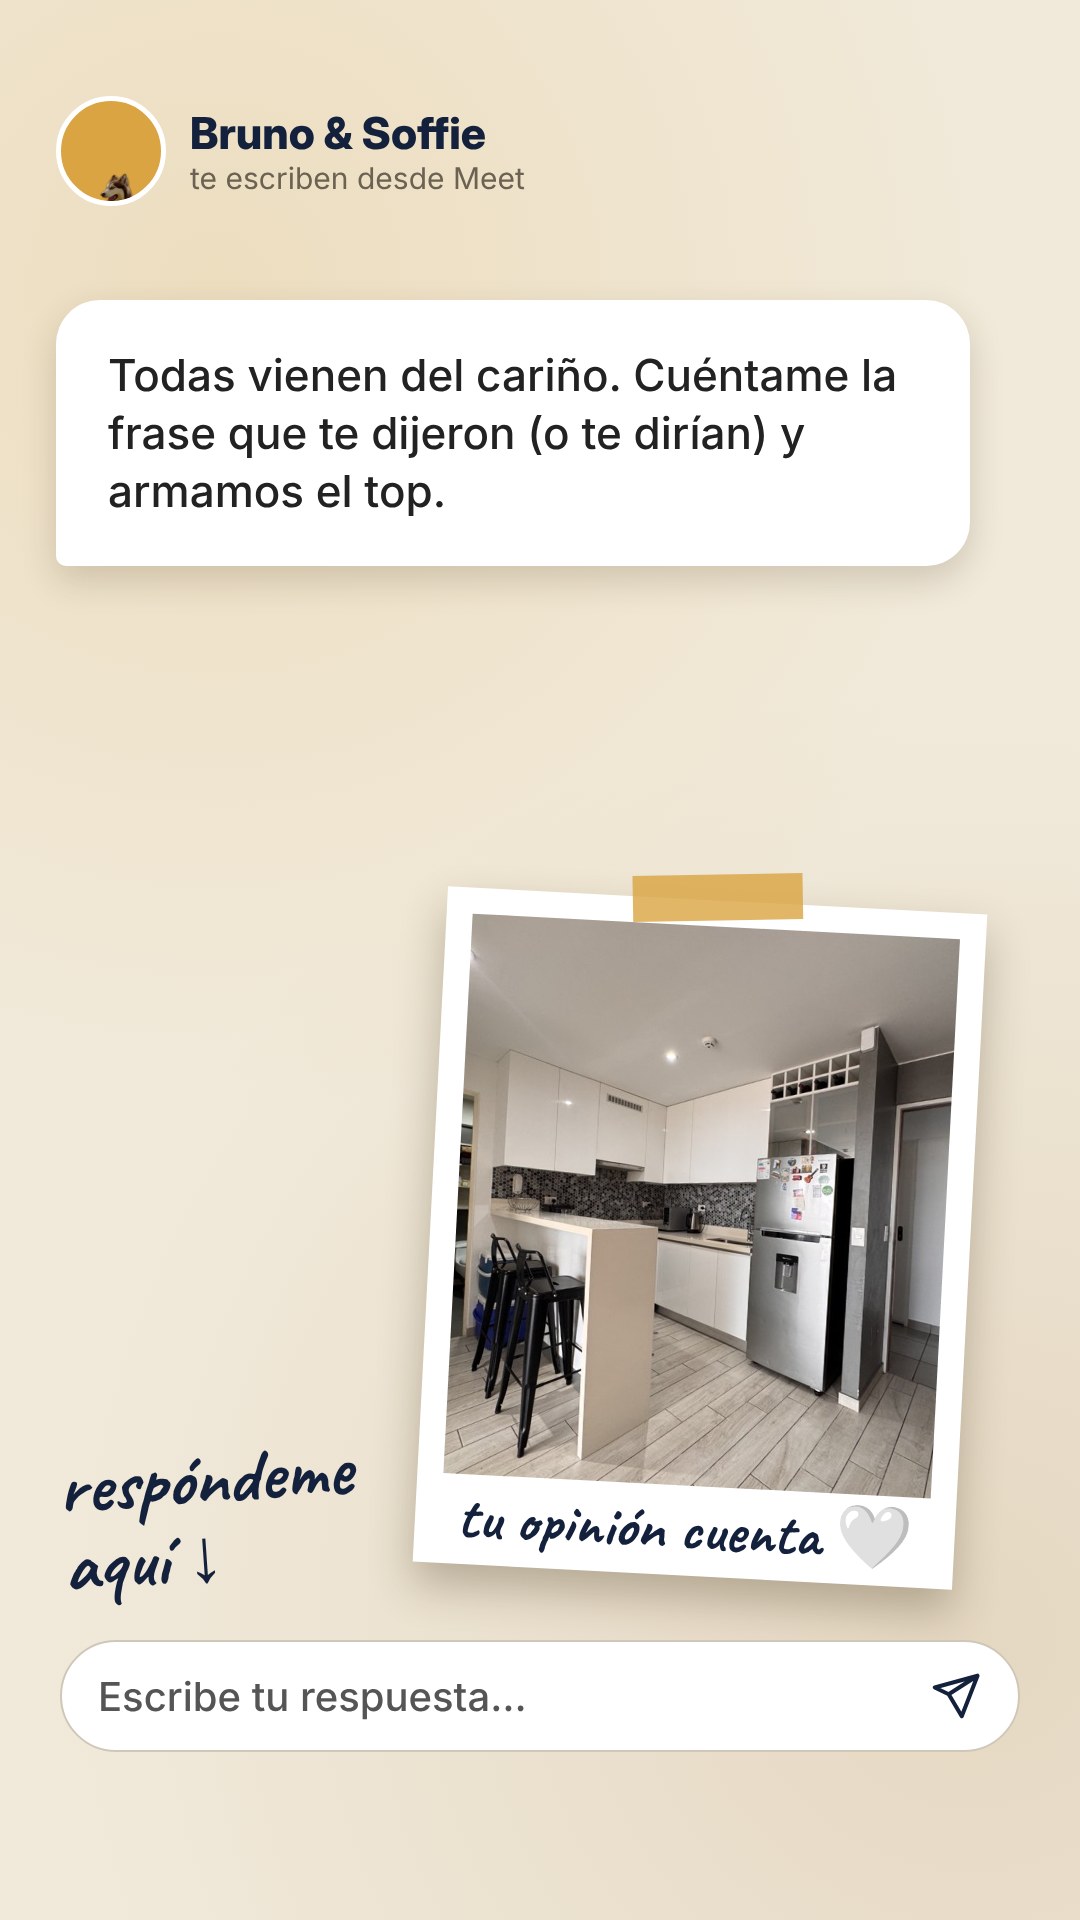 Bruno & Soffie
te escriben desde Meet
Todas vienen del cariño. Cuéntame la
frase que te dijeron (o te dirían) y
armamos el top.
respóndeme
aquí ↓
tu opinión cuenta 🤍
Escribe tu respuesta...